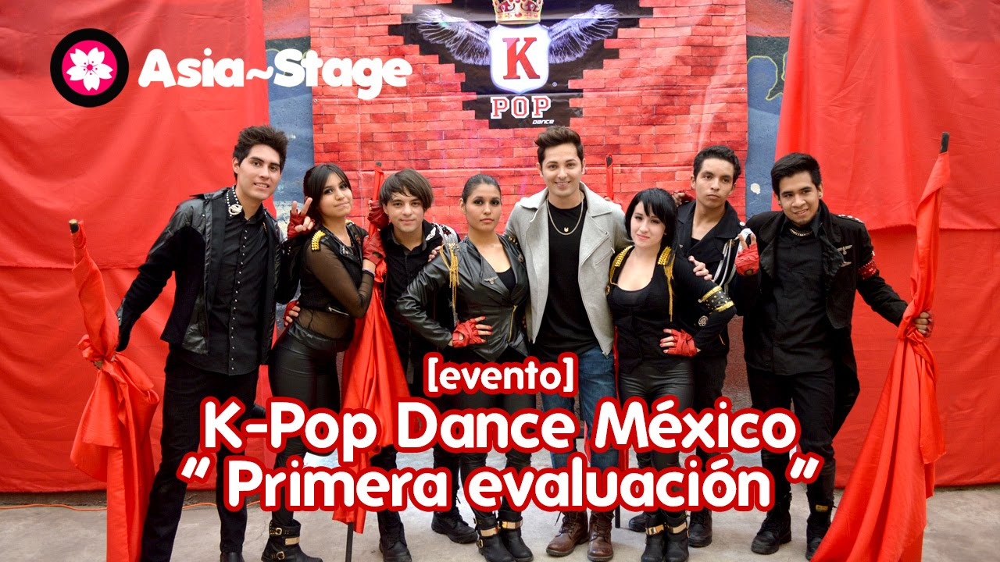 Asia~Stage
K
POP
Dance
[evento]
K-Pop Dance México
“ Primera evaluación ”